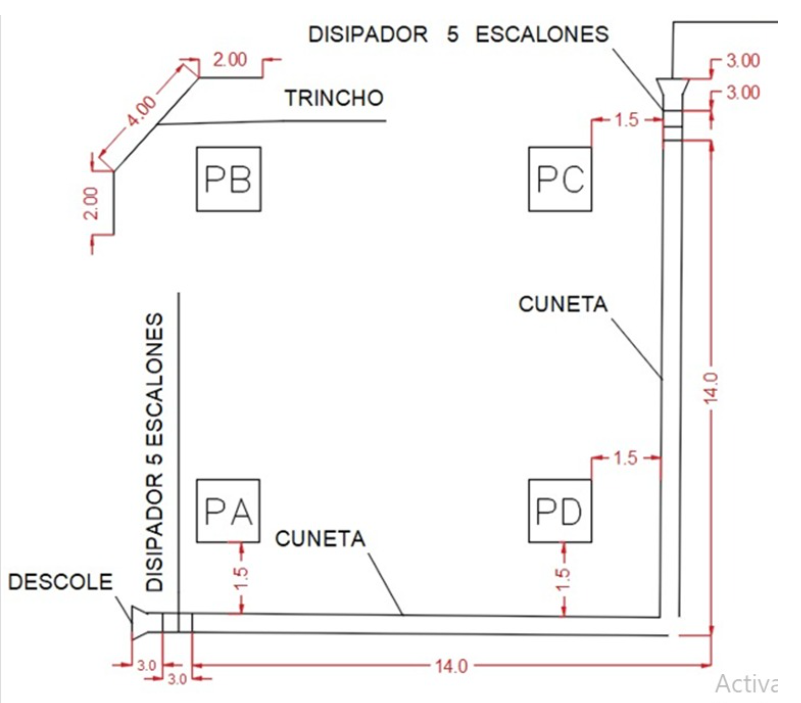 DISIPADOR 5 ESCALONES
2.00
3.00
4.00
TRINCHO
3.00
1.5
PB
PC
2.00
CUNETA
DISIPADOR 5 ESCALONES
14.0
1.5
PA
PD
CUNETA
DESCOLE
1.5
1.5
3.0
14.0
3.0
Activa